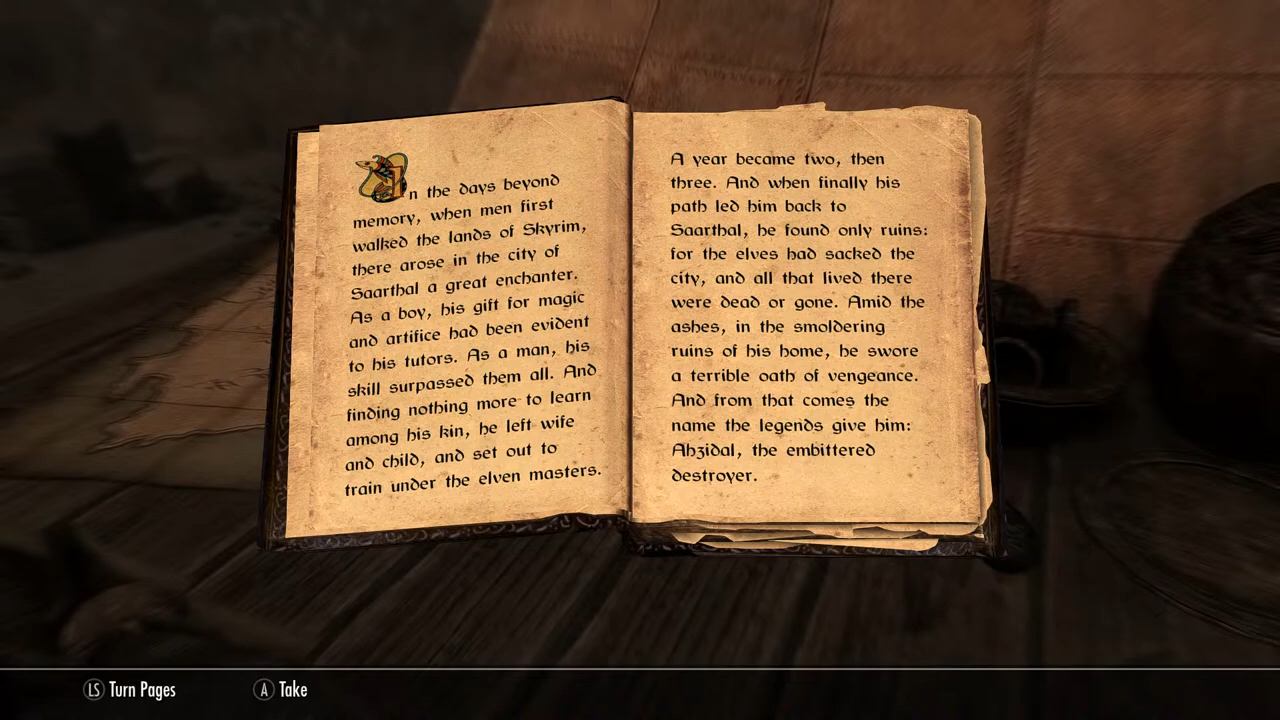 In the days beyond
memory, when men first
walked the lands of Skyrim,
there arose in the city of
Saarthal a great enchanter.
As a boy, his gift for magic
and artifice had been evident
to his tutors. As a man, his
skill surpassed them all. And
finding nothing more to learn
among his kin, he left wife
and child, and set out to
train under the elven masters.
A year became two, then
three. And when finally his
path led him back to
Saarthal, he found only ruins:
for the elves had sacked the
city, and all that lived there
were dead or gone. Amid the
ashes, in the smoldering
ruins of his home, he swore
a terrible oath of vengeance.
And from that comes the
name the legends give him:
Ahzidal, the embittered
destroyer.
LS Turn Pages
A Take